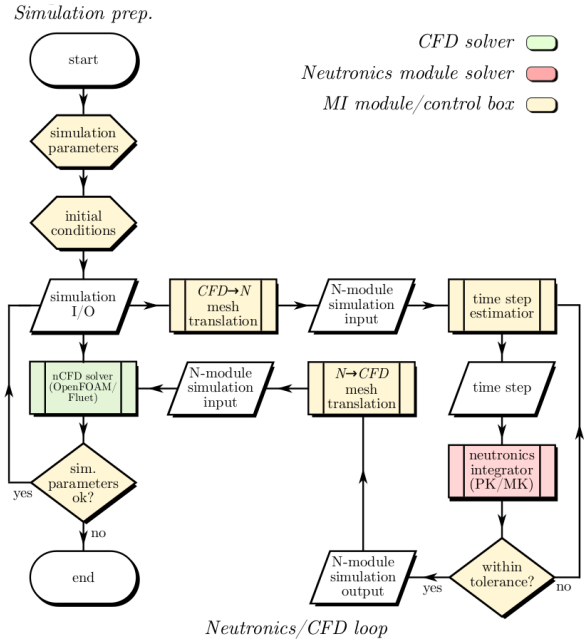 Simulation prep.
start
CFD solver
Neutronics module solver
MI module/control box
simulation
parameters
initial
conditions
simulation
I/O
CFD→N
mesh
translation
N-module
simulation
input
time step
estimatior
nCFD solver
(OpenFOAM/
Fluet)
N-module
simulation
input
N→CFD
mesh
translation
time step
sim.
parameters
ok?
neutronics
integrator
(PK/MK)
yes
no
end
N-module
simulation
output
yes
within
tolerance?
no
Neutronics/CFD loop